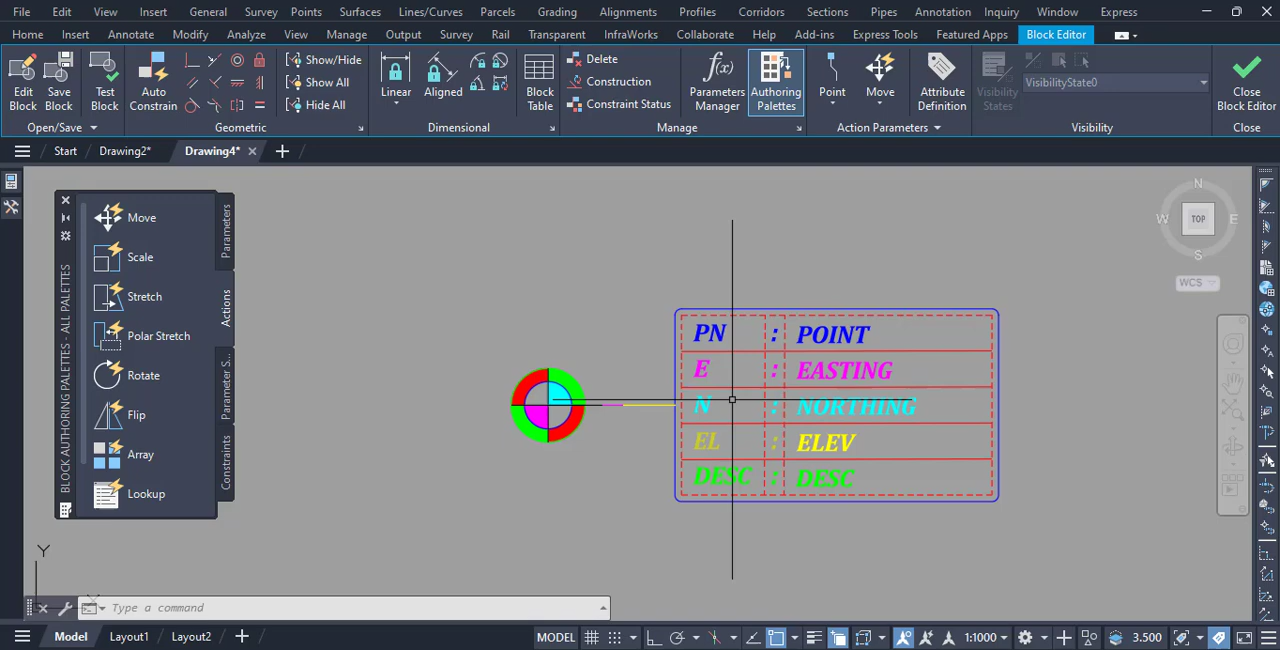 File Edit View Insert General Survey Points Surfaces Lines/Curves Parcels Grading Alignments Profiles Corridors Sections Pipes Annotation Inquiry Window Express
Home Insert Annotate Modify Analyze View Manage Output Survey Rail Transparent InfraWorks Collaborate Help Add-ins Express Tools Featured Apps Block Editor
Edit Block
Save Block
Test Block
Open/Save
Auto Constrain
Show/Hide
Show All
Hide All
Geometric
Linear
Aligned
Dimensional
Block Table
Delete
Construction
Constraint Status
Parameters Manager
Authoring Palettes
Manage
Point
Move
Action Parameters
Attribute Definition
Visibility States
VisibilityState0
Visibility
Close Block Editor
Close
Start Drawing2* Drawing4*
Move
Scale
Stretch
Polar Stretch
Rotate
Flip
Array
Lookup
Parameters
Actions
Parameter S...
Constraints
BLOCK AUTHORING PALETTES - ALL PALETTES
PN : POINT
E : EASTING
N : NORTHING
EL : ELEV
DESC : DESC
N
W TOP E
S
WCS
Y
Type a command
Model Layout1 Layout2
MODEL 1:1000 3.500